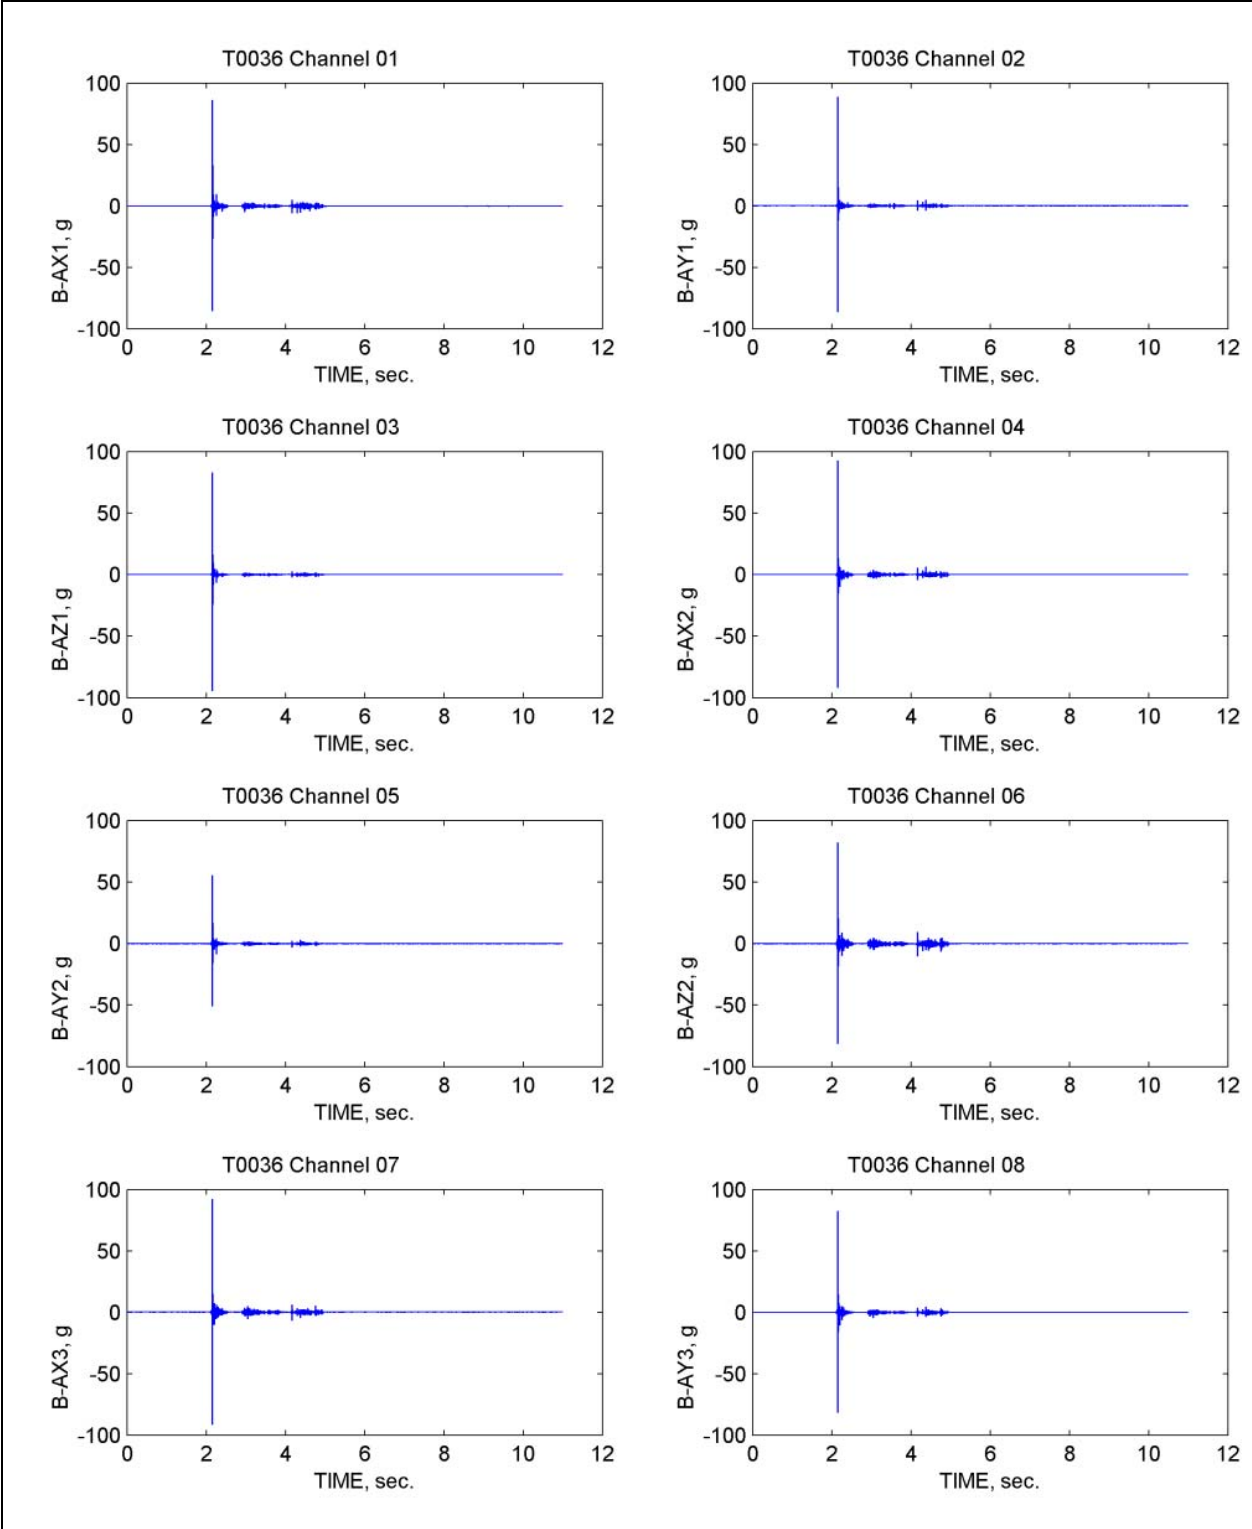 T0036 Channel 01
100
50
0
-50
-100
B-AX1, g
0 2 4 6 8 10 12
TIME, sec.
T0036 Channel 02
100
50
0
-50
-100
B-AY1, g
0 2 4 6 8 10 12
TIME, sec.
T0036 Channel 03
100
50
0
-50
-100
B-AZ1, g
0 2 4 6 8 10 12
TIME, sec.
T0036 Channel 04
100
50
0
-50
-100
B-AX2, g
0 2 4 6 8 10 12
TIME, sec.
T0036 Channel 05
100
50
0
-50
-100
B-AY2, g
0 2 4 6 8 10 12
TIME, sec.
T0036 Channel 06
100
50
0
-50
-100
B-AZ2, g
0 2 4 6 8 10 12
TIME, sec.
T0036 Channel 07
100
50
0
-50
-100
B-AX3, g
0 2 4 6 8 10 12
TIME, sec.
T0036 Channel 08
100
50
0
-50
-100
B-AY3, g
0 2 4 6 8 10 12
TIME, sec.